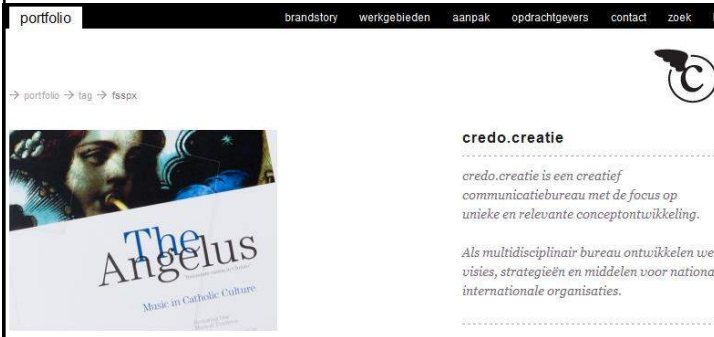 portfolio brandstory werkgebieden aanpak opdrachtgevers contact zoek
→ portfolio → tag → fsspx
The
Angelus
Music in Catholic Culture
credo.creatie
credo.creatie is een creatief
communicatiebureau met de focus op
unieke en relevante conceptontwikkeling.
Als multidisciplinair bureau ontwikkelen we
visies, strategieën en middelen voor nationa
internationale organisaties.